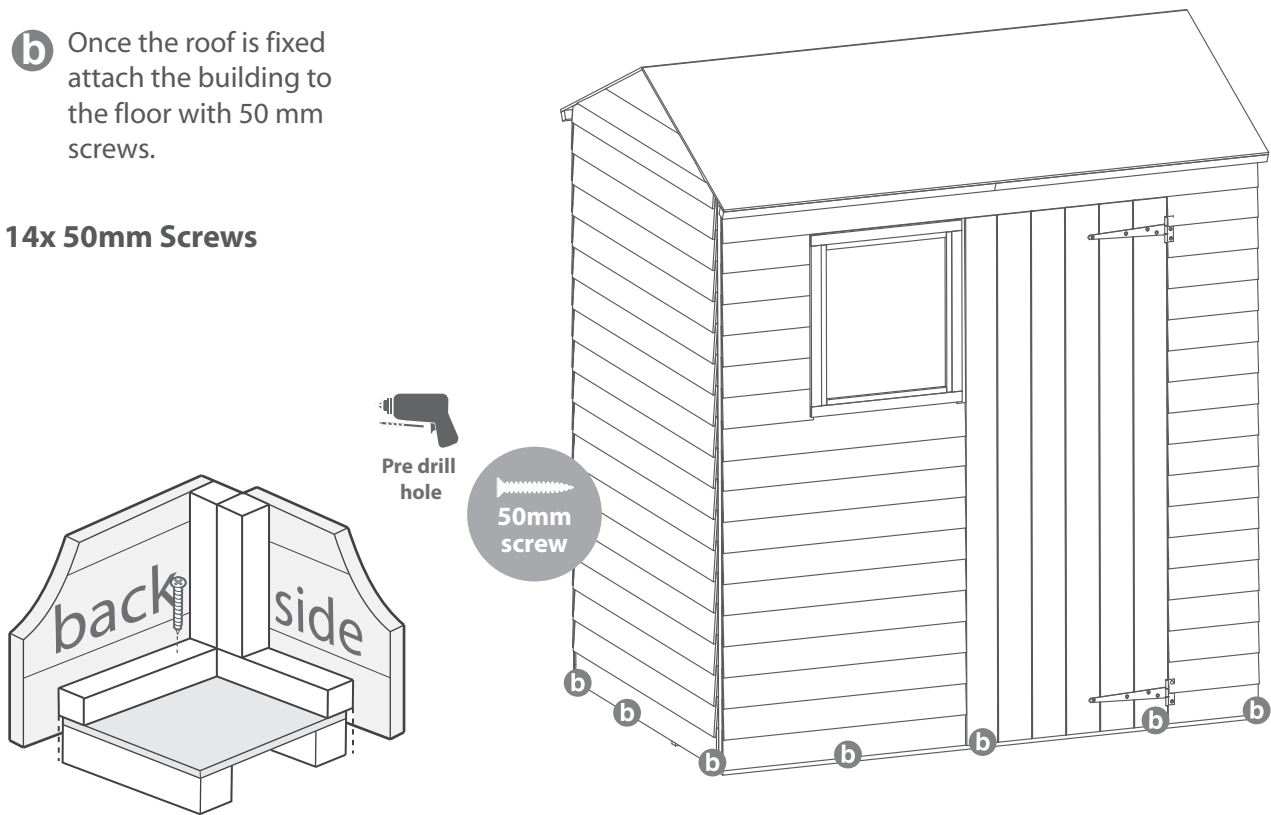 b Once the roof is fixed
attach the building to
the floor with 50 mm
screws.
14x 50mm Screws
Pre drill
hole
50mm
screw
back
side
b
b
b
b
b
b
b